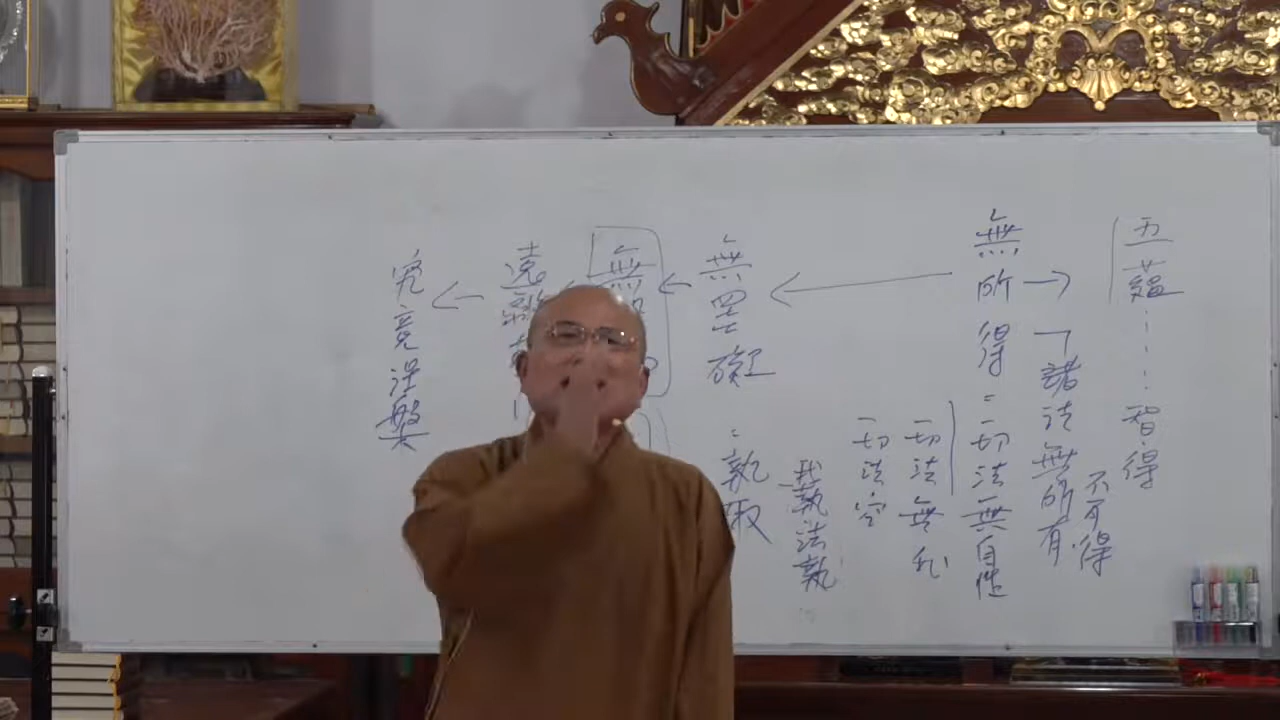 五蘊……智得
不可得
「諸法無所有
無所得=一切法無自性
一切法無我
一切法空
我執法執
無罣礙
執取
無
遠離
究竟涅槃